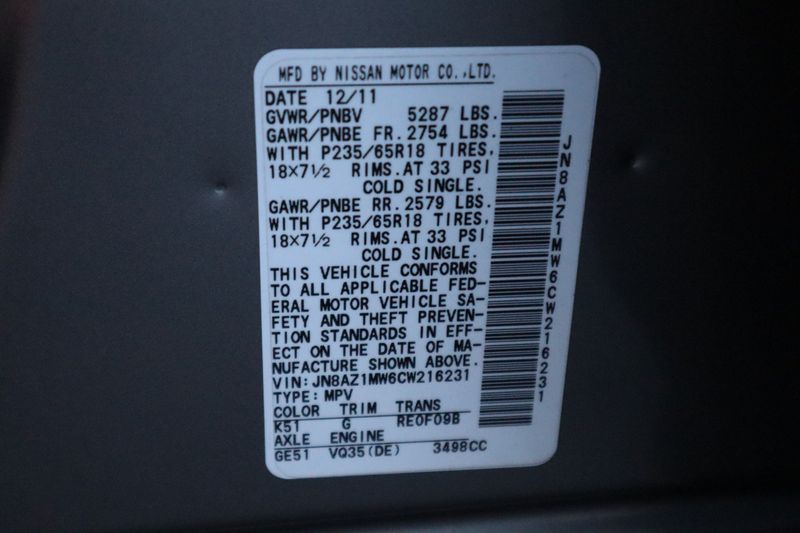 MFD BY NISSAN MOTOR CO.,LTD.
DATE 12/11
GVWR/PNBV 5287 LBS.
GAWR/PNBE FR. 2754 LBS.
WITH P235/65R18 TIRES,
18×7½ RIMS.AT 33 PSI
COLD SINGLE.
GAWR/PNBE RR. 2579 LBS.
WITH P235/65R18 TIRES,
18×7½ RIMS.AT 33 PSI
COLD SINGLE.
THIS VEHICLE CONFORMS
TO ALL APPLICABLE FED-
ERAL MOTOR VEHICLE SA-
FETY AND THEFT PREVEN-
TION STANDARDS IN EFF-
ECT ON THE DATE OF MA-
NUFACTURE SHOWN ABOVE.
VIN:JN8AZ1MW6CW216231
TYPE:MPV
COLOR TRIM TRANS
K51 G RE0F09B
AXLE ENGINE
GE51 VQ35(DE) 3498CC
JN8AZ1MW6CW216231